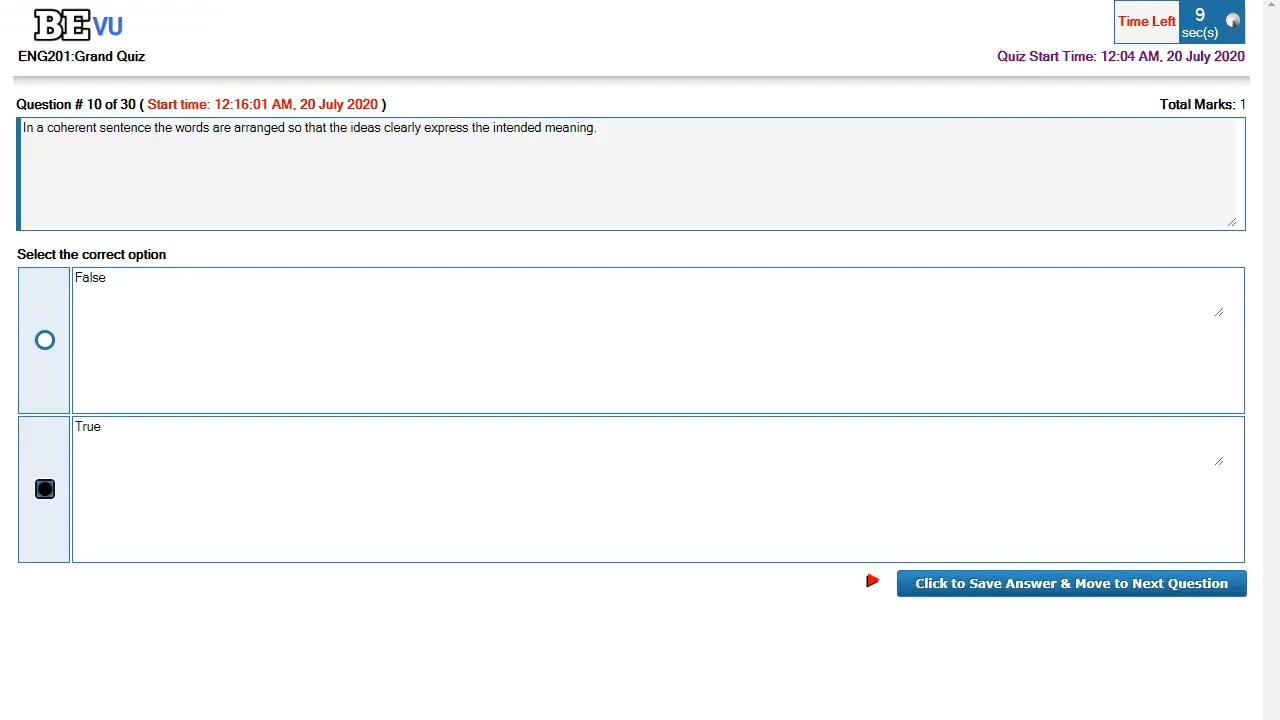 BEVU
Time Left 9 sec(s)
ENG201:Grand Quiz
Quiz Start Time: 12:04 AM, 20 July 2020
Question # 10 of 30 ( Start time: 12:16:01 AM, 20 July 2020 )
Total Marks: 1
In a coherent sentence the words are arranged so that the ideas clearly express the intended meaning.
Select the correct option
False
True
Click to Save Answer & Move to Next Question